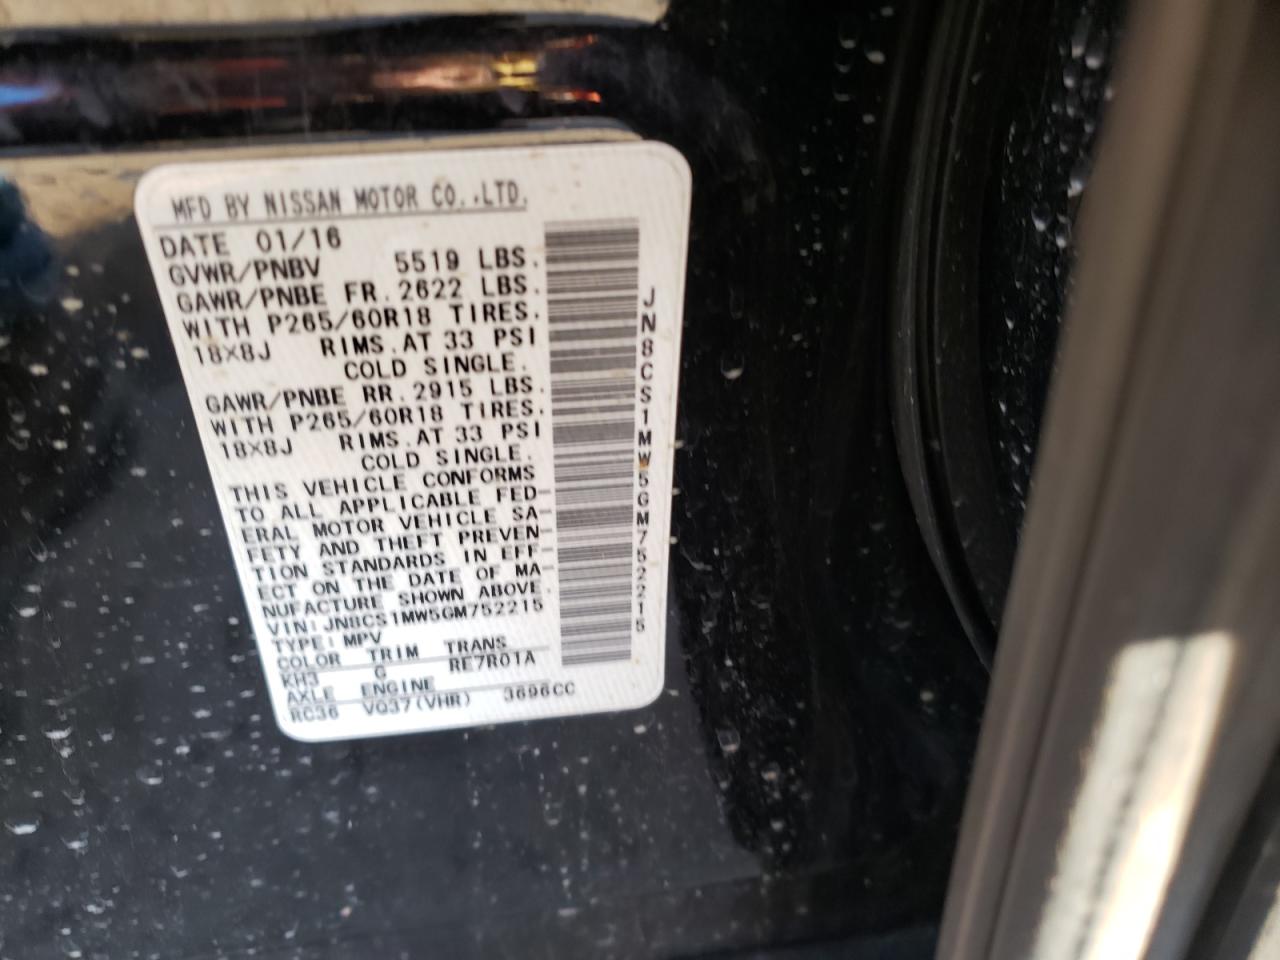 MFD BY NISSAN MOTOR CO.,LTD.
DATE 01/16
GVWR/PNBV 5519 LBS.
GAWR/PNBE FR. 2622 LBS.
WITH P265/60R18 TIRES.
18X8J RIMS. AT 33 PSI
COLD SINGLE.
GAWR/PNBE RR. 2915 LBS.
WITH P265/60R18 TIRES.
18X8J RIMS. AT 33 PSI
COLD SINGLE.
THIS VEHICLE CONFORMS
TO ALL APPLICABLE FED-
ERAL MOTOR VEHICLE SA-
FETY AND THEFT PREVEN-
TION STANDARDS IN EFF-
ECT ON THE DATE OF MA-
NUFACTURE SHOWN ABOVE.
VIN:JN8CS1MW5GM752215
TYPE:MPV
COLOR TRIM TRANS
KH3 G RE7R01A
AXLE ENGINE
RC36 VQ37(VHR) 3696CC
JN8CS1MW5GM752215